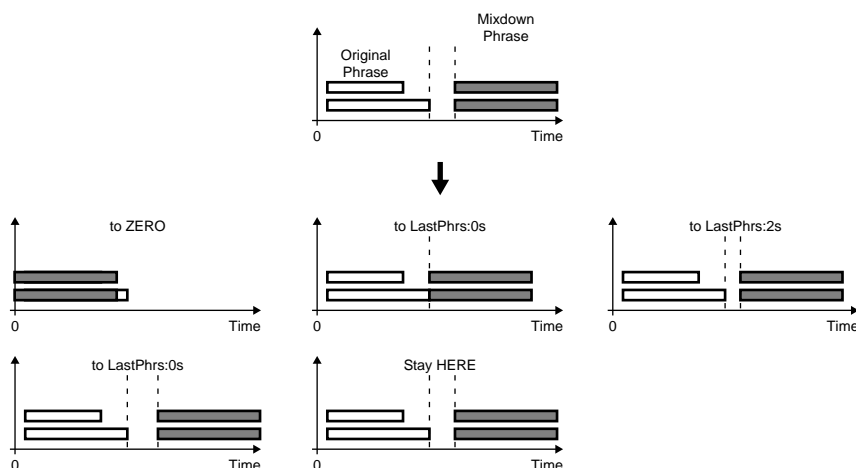 Mixdown
Phrase
Original
Phrase
0
Time
to ZERO
0
Time
to LastPhrs:0s
0
Time
to LastPhrs:2s
0
Time
to LastPhrs:0s
0
Time
Stay HERE
0
Time